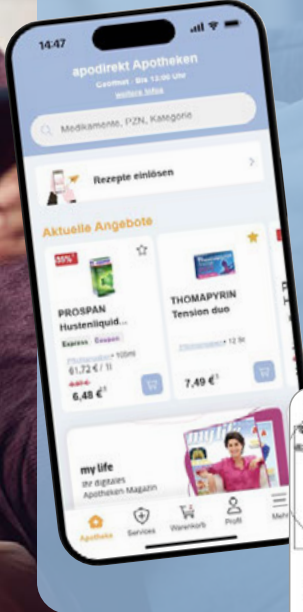 14:47
apodirekt Apotheken
Geöffnet - Bis 13:00 Uhr
weitere Infos
Medikamente, PZN, Kategorie
Rezepte einlösen
Aktuelle Angebote
PROSPAN
Hustenliquid...
Express Coupon
100ml
61,72 € / 1l
6,48 €
THOMAPYRIN
Tension duo
12 St
7,49 €
my life
Ihr digitales
Apotheken Magazin
Apotheke Services Warenkorb Profil Mehr